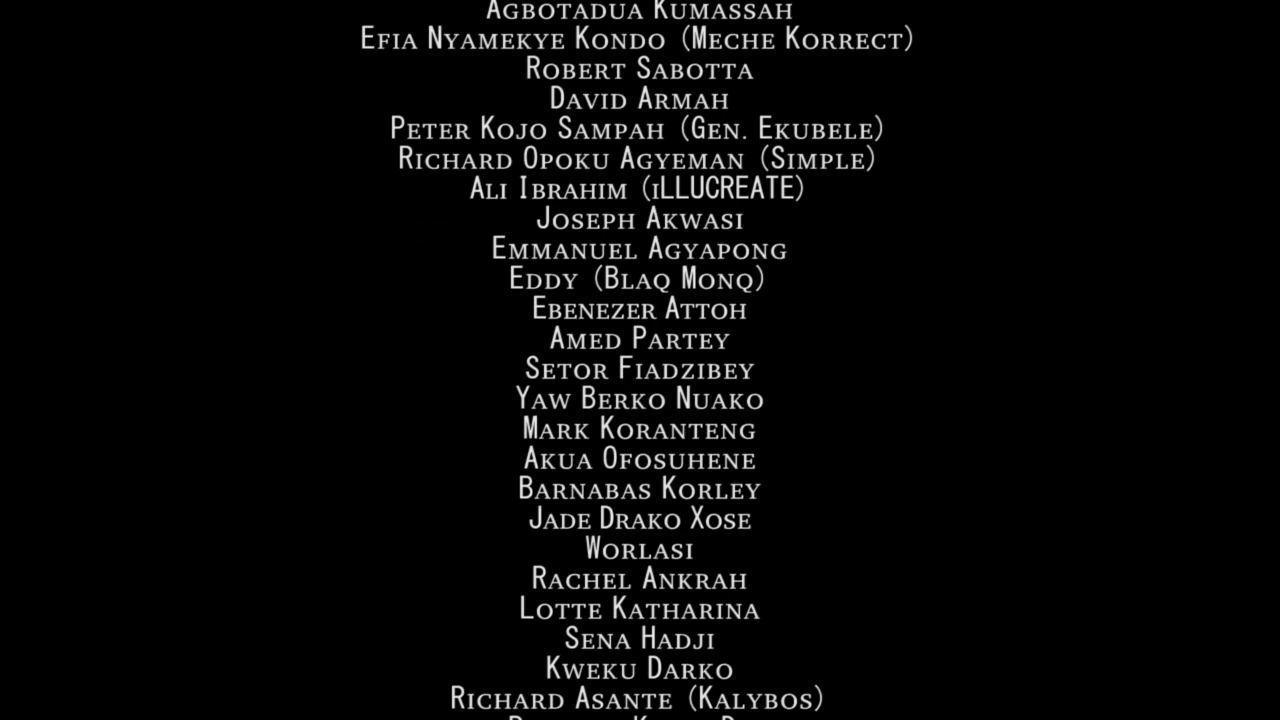 Agbotadua Kumassah
Efia Nyamekye Kondo (Meche Korrect)
Robert Sabotta
David Armah
Peter Kojo Sampah (Gen. Ekubele)
Richard Opoku Agyeman (Simple)
Ali Ibrahim (iLLUCREATE)
Joseph Akwasi
Emmanuel Agyapong
Eddy (Blaq Monq)
Ebenezer Attoh
Amed Partey
Setor Fiadzibey
Yaw Berko Nuako
Mark Koranteng
Akua Ofosuhene
Barnabas Korley
Jade Drako Xose
Worlasi
Rachel Ankrah
Lotte Katharina
Sena Hadji
Kweku Darko
Richard Asante (Kalybos)